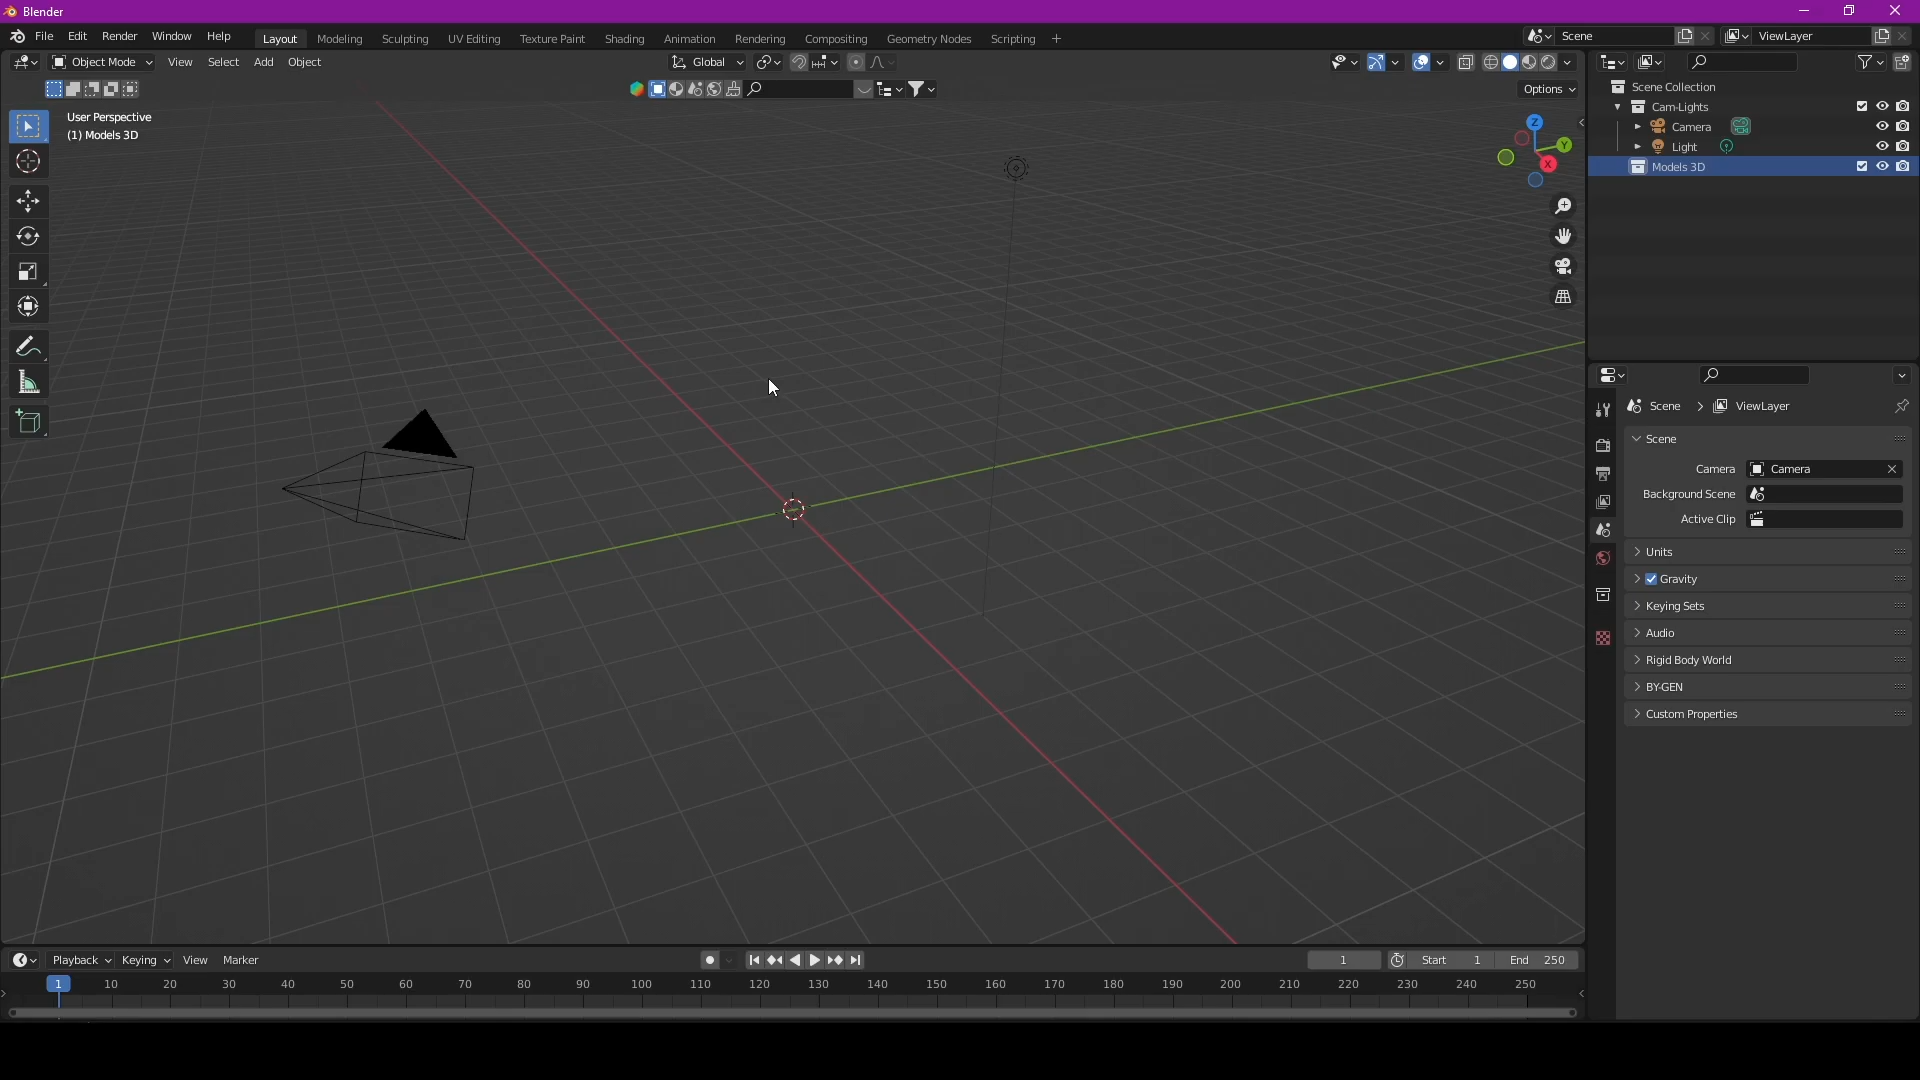 Blender
File Edit Render Window Help Layout Modeling Sculpting UV Editing Texture Paint Shading Animation Rendering Compositing Geometry Nodes Scripting + Scene ViewLayer
Object Mode View Select Add Object Global
Options
User Perspective
(1) Models 3D
Z
Y
X
Scene Collection
Cam-Lights
Camera
Light
Models 3D
Scene > ViewLayer
Scene
Camera Camera
Background Scene
Active Clip
Units
Gravity
Keying Sets
Audio
Rigid Body World
BY-GEN
Custom Properties
Playback Keying View Marker 1 Start 1 End 250
1 10 20 30 40 50 60 70 80 90 100 110 120 130 140 150 160 170 180 190 200 210 220 230 240 250